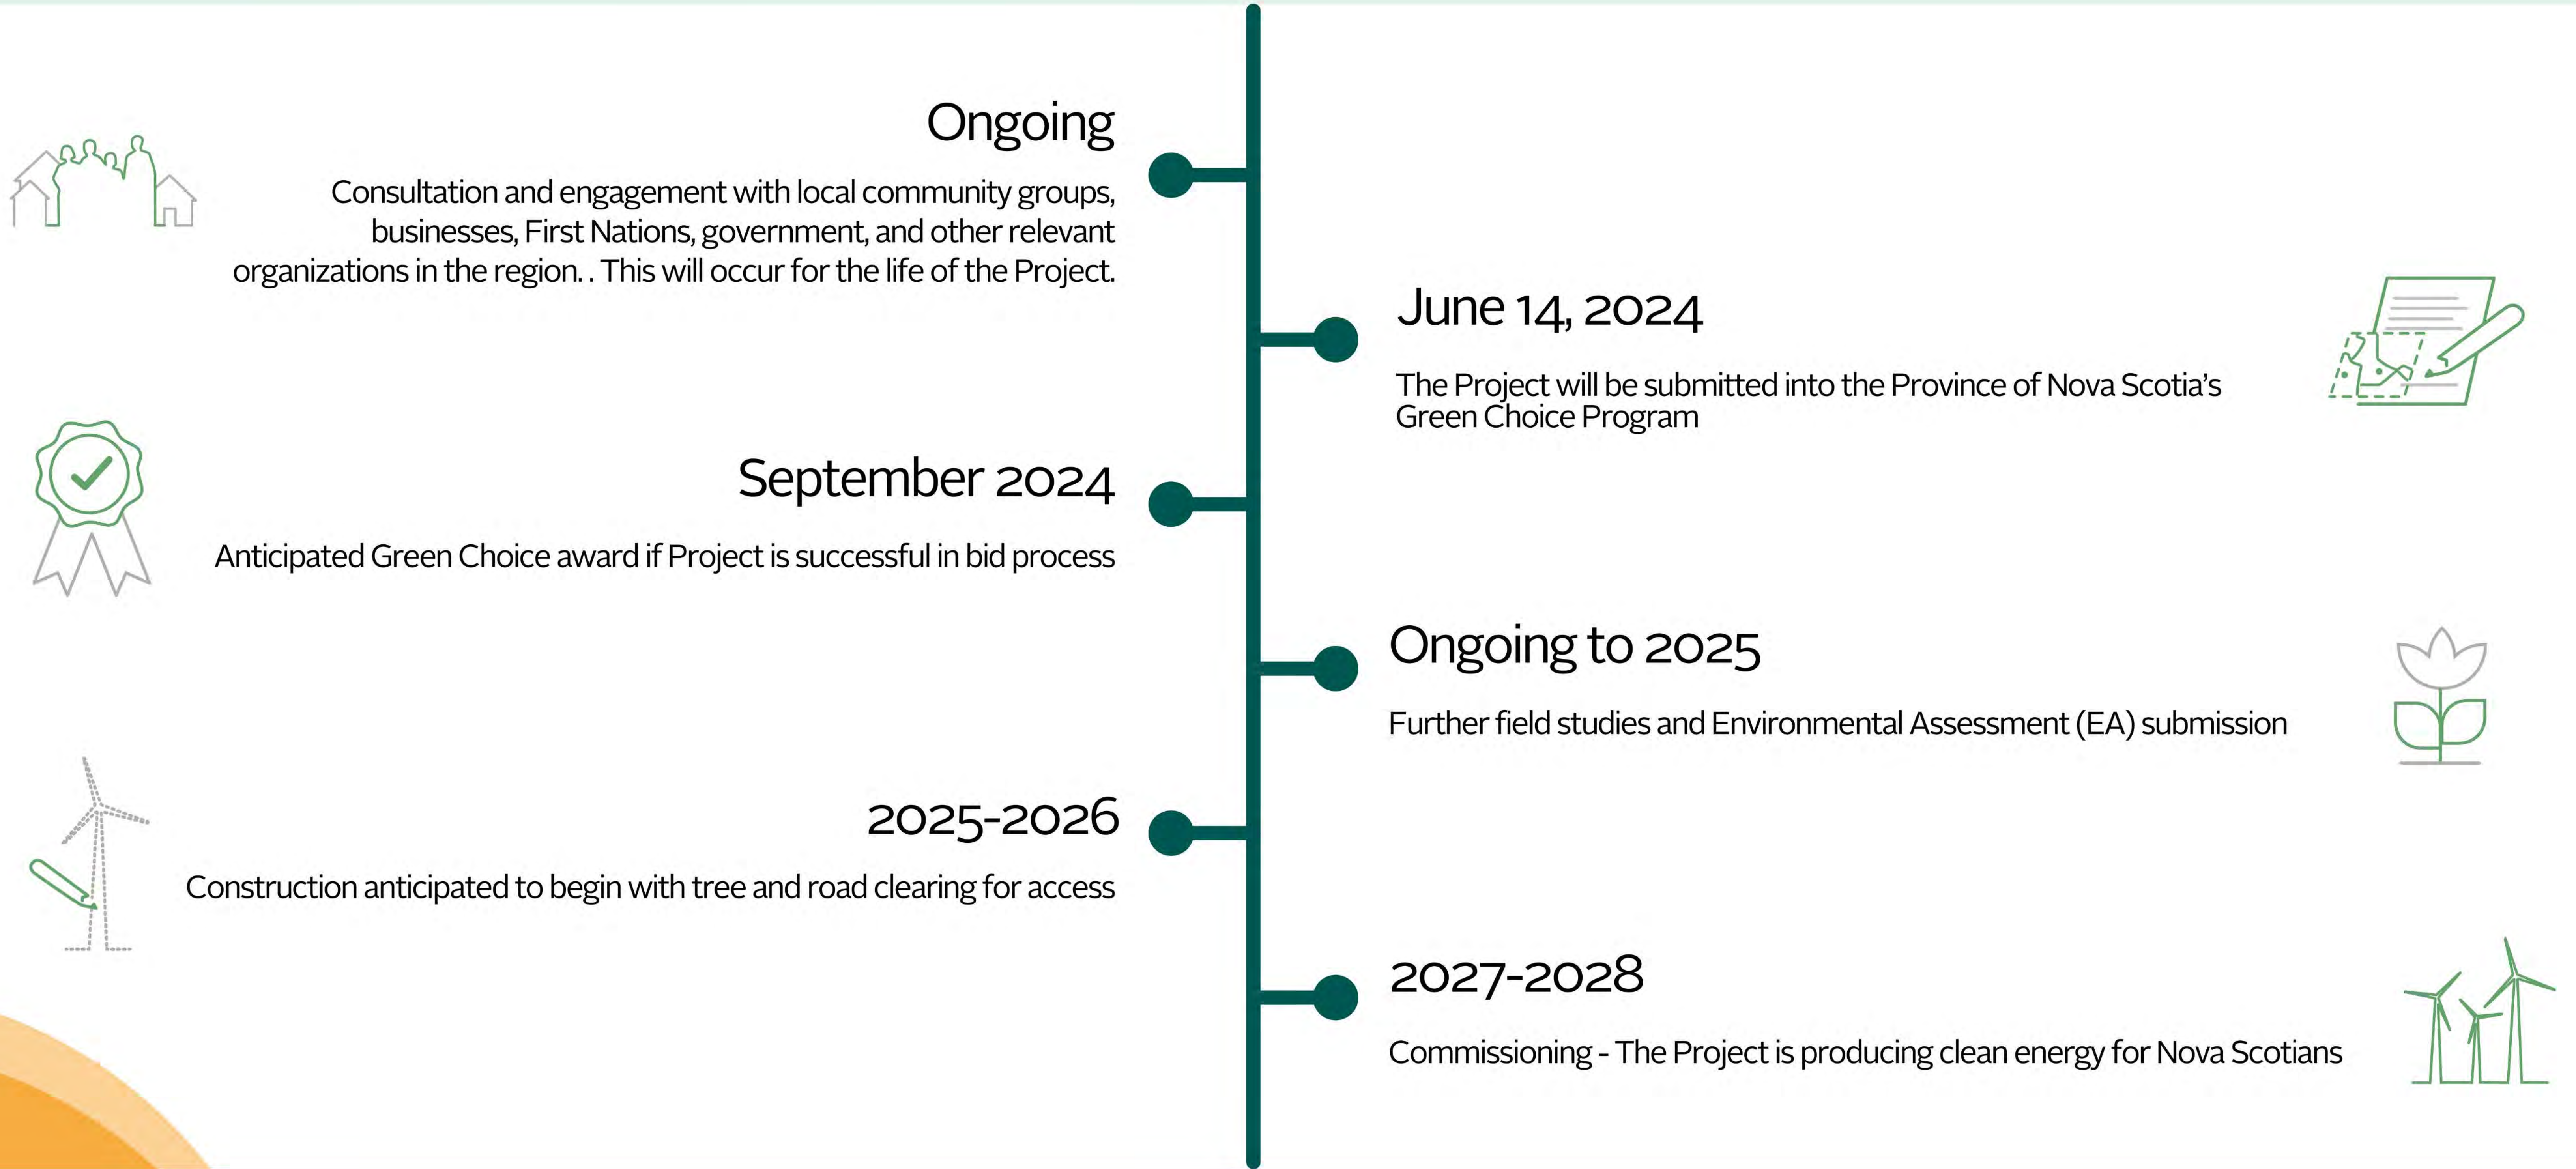 Ongoing
Consultation and engagement with local community groups,
businesses, First Nations, government, and other relevant
organizations in the region. . This will occur for the life of the Project.
June 14, 2024
The Project will be submitted into the Province of Nova Scotia’s
Green Choice Program
September 2024
Anticipated Green Choice award if Project is successful in bid process
Ongoing to 2025
Further field studies and Environmental Assessment (EA) submission
2025-2026
Construction anticipated to begin with tree and road clearing for access
2027-2028
Commissioning - The Project is producing clean energy for Nova Scotians